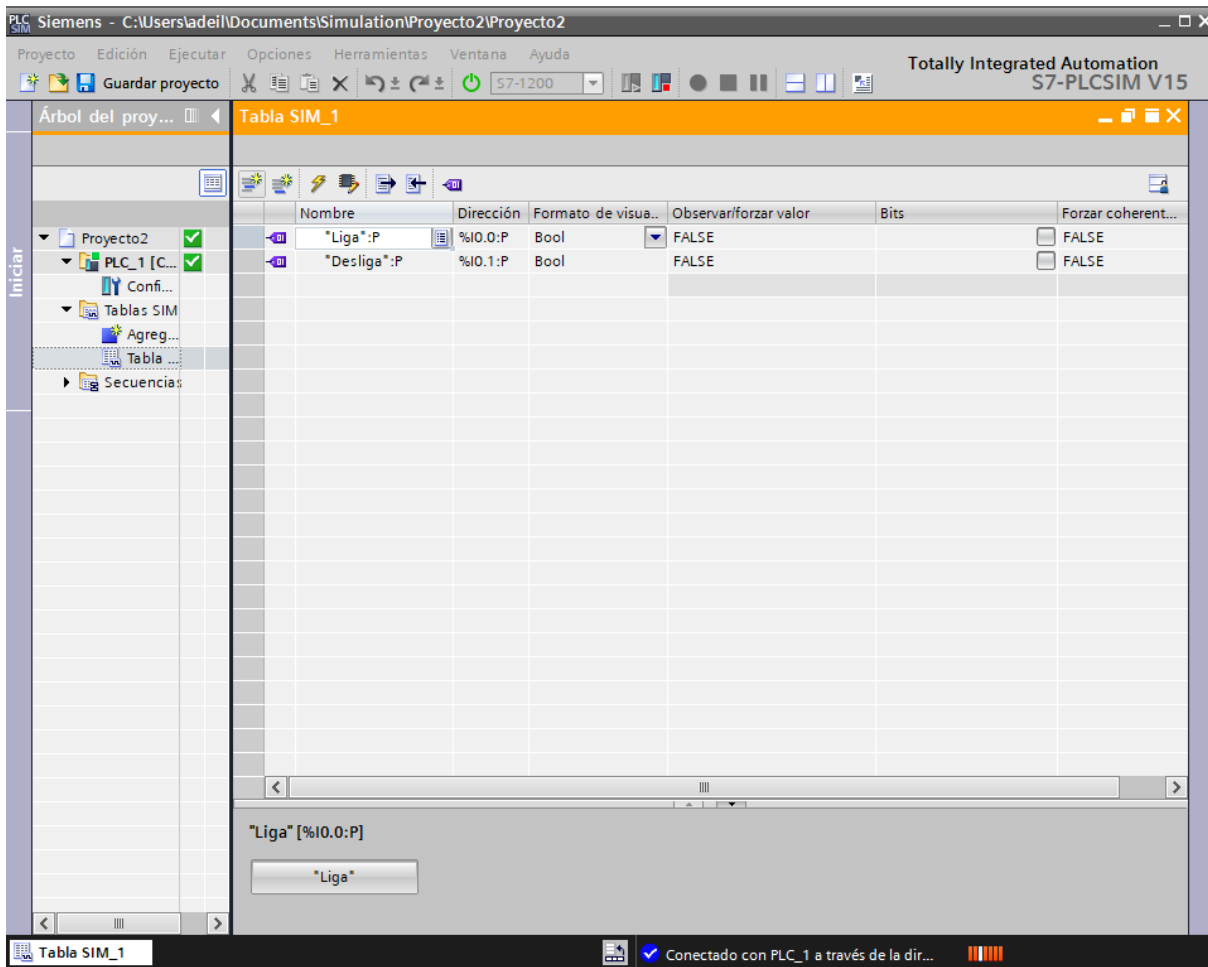 PLC SIM Siemens - C:\Users\adeil\Documents\Simulation\Proyecto2\Proyecto2
Proyecto Edición Ejecutar Opciones Herramientas Ventana Ayuda
Totally Integrated Automation
S7-PLCSIM V15
Guardar proyecto S7-1200
Árbol del proy... Tabla SIM_1
Iniciar
Nombre Dirección Formato de visua.. Observar/forzar valor Bits Forzar coherent...
Proyecto2 "Liga":P %I0.0:P Bool FALSE FALSE
PLC_1 [C... "Desliga":P %I0.1:P Bool FALSE FALSE
Confi...
Tablas SIM
Agreg...
Tabla ...
Secuencias
"Liga" [%I0.0:P]
"Liga"
Tabla SIM_1 Conectado con PLC_1 a través de la dir...